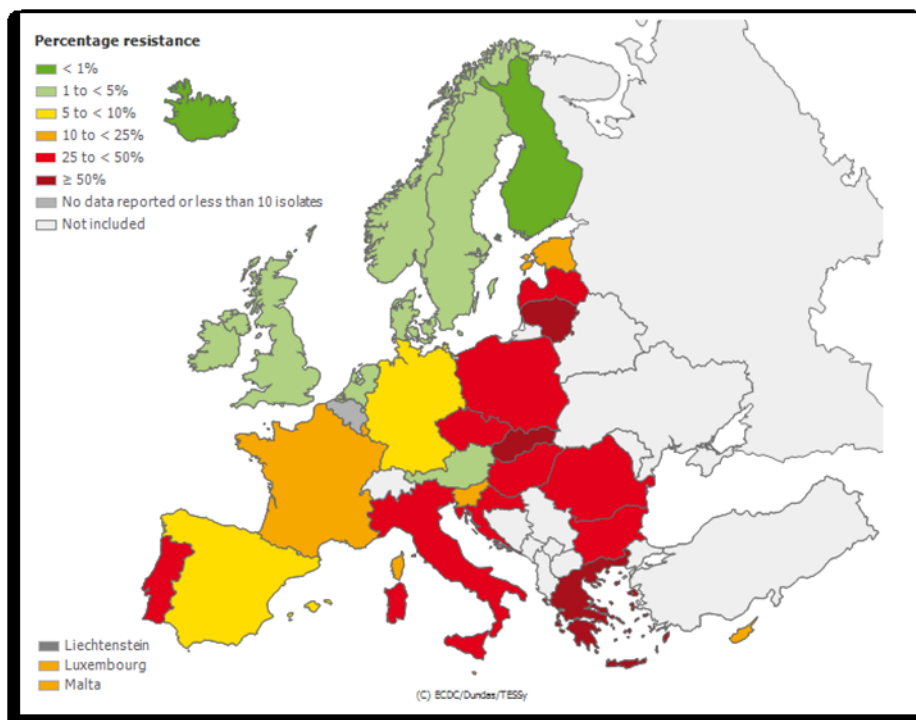 Percentage resistance
< 1%
1 to < 5%
5 to < 10%
10 to < 25%
25 to < 50%
≥ 50%
No data reported or less than 10 isolates
Not included
Liechtenstein
Luxembourg
Malta
(C) ECDC/Dundas/TESSy